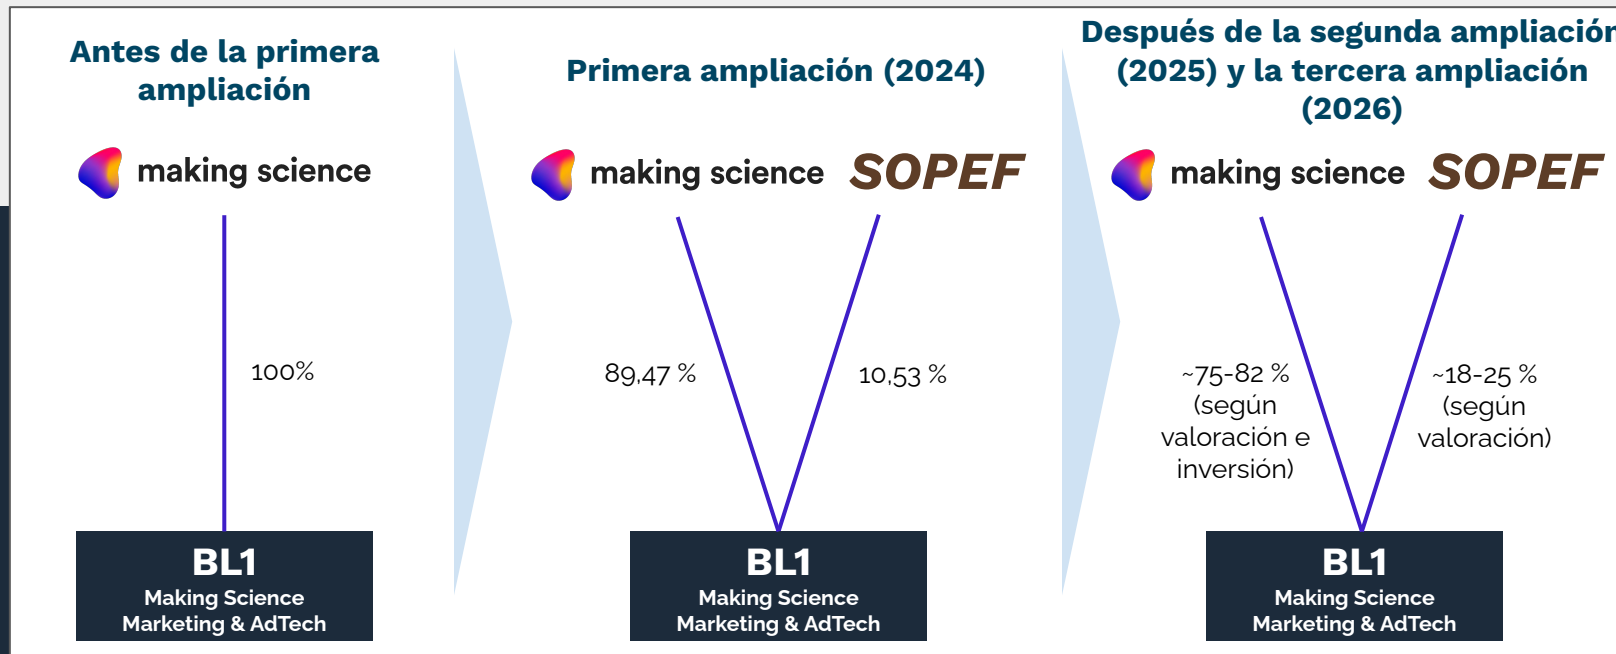 Antes de la primera
ampliación
making science
100%
BL1
Making Science
Marketing & AdTech
Primera ampliación (2024)
making science
SOPEF
89,47 %
10,53 %
BL1
Making Science
Marketing & AdTech
Después de la segunda ampliación
(2025) y la tercera ampliación
(2026)
making science
SOPEF
~75-82 %
(según
valoración e
inversión)
~18-25 %
(según
valoración)
BL1
Making Science
Marketing & AdTech